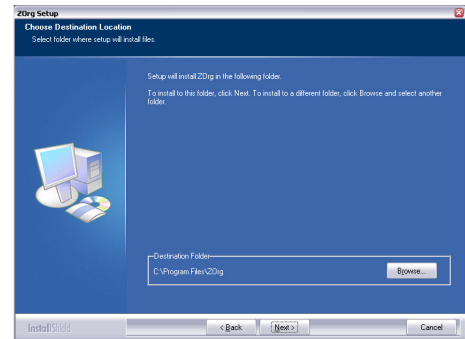 ZOrg Setup
Choose Destination Location
Select folder where setup will install files.
Setup will install ZOrg in the following folder.
To install to this folder, click Next. To install to a different folder, click Browse and select another
folder.
Destination Folder
C:\Program Files\ZOrg
Browse...
InstallShield
< Back
Next >
Cancel